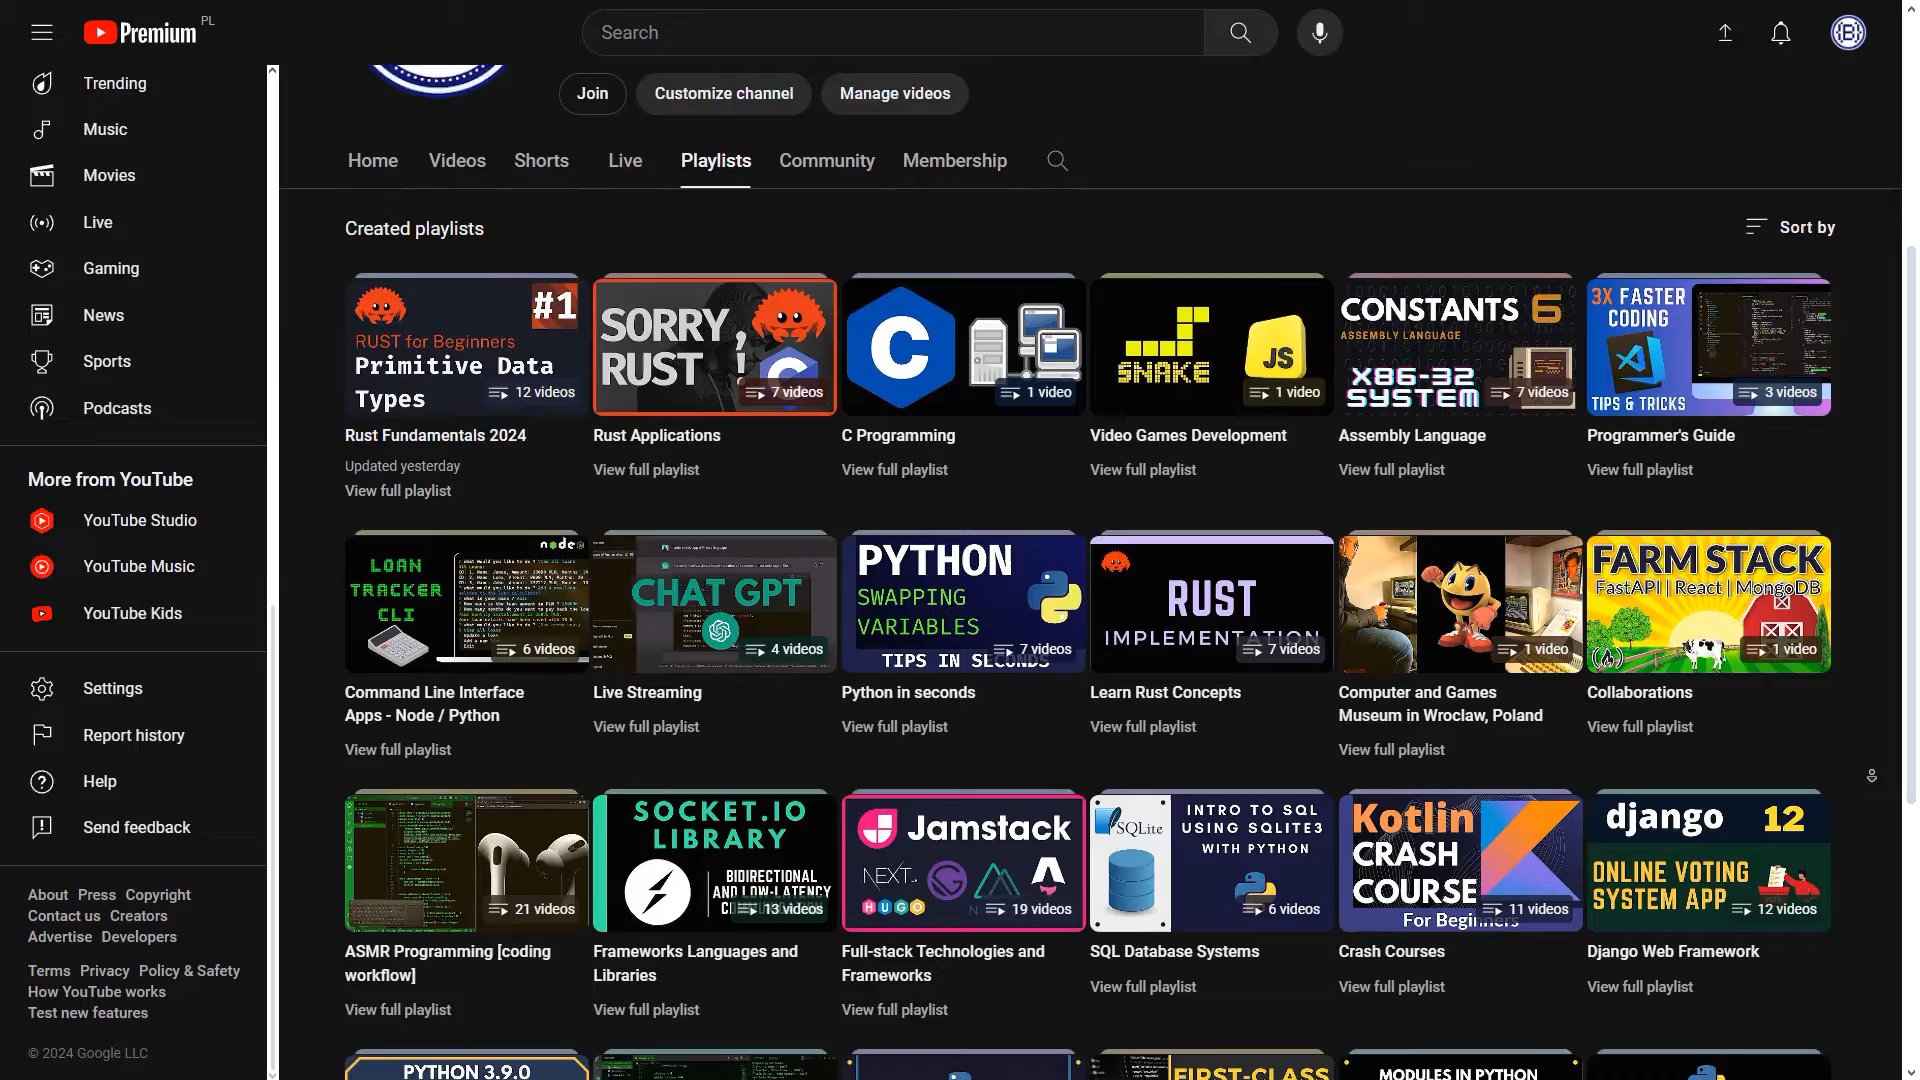 Premium PL
Search
Trending
Music
Movies
Live
Gaming
News
Sports
Podcasts
More from YouTube
YouTube Studio
YouTube Music
YouTube Kids
Settings
Report history
Help
Send feedback
About Press Copyright
Contact us Creators
Advertise Developers
Terms Privacy Policy & Safety
How YouTube works
Test new features
© 2024 Google LLC
Join
Customize channel
Manage videos
Home
Videos
Shorts
Live
Playlists
Community
Membership
Created playlists
Sort by
#1
RUST for Beginners
Primitive Data
Types
12 videos
Rust Fundamentals 2024
Updated yesterday
View full playlist
SORRY,
RUST !
7 videos
Rust Applications
View full playlist
C
1 video
C Programming
View full playlist
SNAKE
JS
1 video
Video Games Development
View full playlist
CONSTANTS 6
ASSEMBLY LANGUAGE
X86-32
SYSTEM
7 videos
Assembly Language
View full playlist
3X FASTER
CODING
TIPS & TRICKS
3 videos
Programmer's Guide
View full playlist
node
LOAN
TRACKER
CLI
6 videos
Command Line Interface
Apps - Node / Python
View full playlist
CHAT GPT
4 videos
Live Streaming
View full playlist
PYTHON
SWAPPING
VARIABLES
7 videos
TIPS IN SECONDS
Python in seconds
View full playlist
RUST
IMPLEMENTATION
7 videos
Learn Rust Concepts
View full playlist
1 video
Computer and Games
Museum in Wroclaw, Poland
View full playlist
FARM STACK
FastAPI | React | MongoDB
1 video
Collaborations
View full playlist
21 videos
ASMR Programming [coding
workflow]
View full playlist
SOCKET.IO
LIBRARY
BIDIRECTIONAL
AND LOW-LATENCY
13 videos
Frameworks Languages and
Libraries
View full playlist
Jamstack
NEXT.
HUGO
19 videos
Full-stack Technologies and
Frameworks
View full playlist
SQLite
INTRO TO SQL
USING SQLITE3
WITH PYTHON
6 videos
SQL Database Systems
View full playlist
Kotlin
CRASH
COURSE
For Beginners
11 videos
Crash Courses
View full playlist
django 12
ONLINE VOTING
SYSTEM APP
12 videos
Django Web Framework
View full playlist
PYTHON 3.9.0
FIRST-CLASS
MODULES IN PYTHON